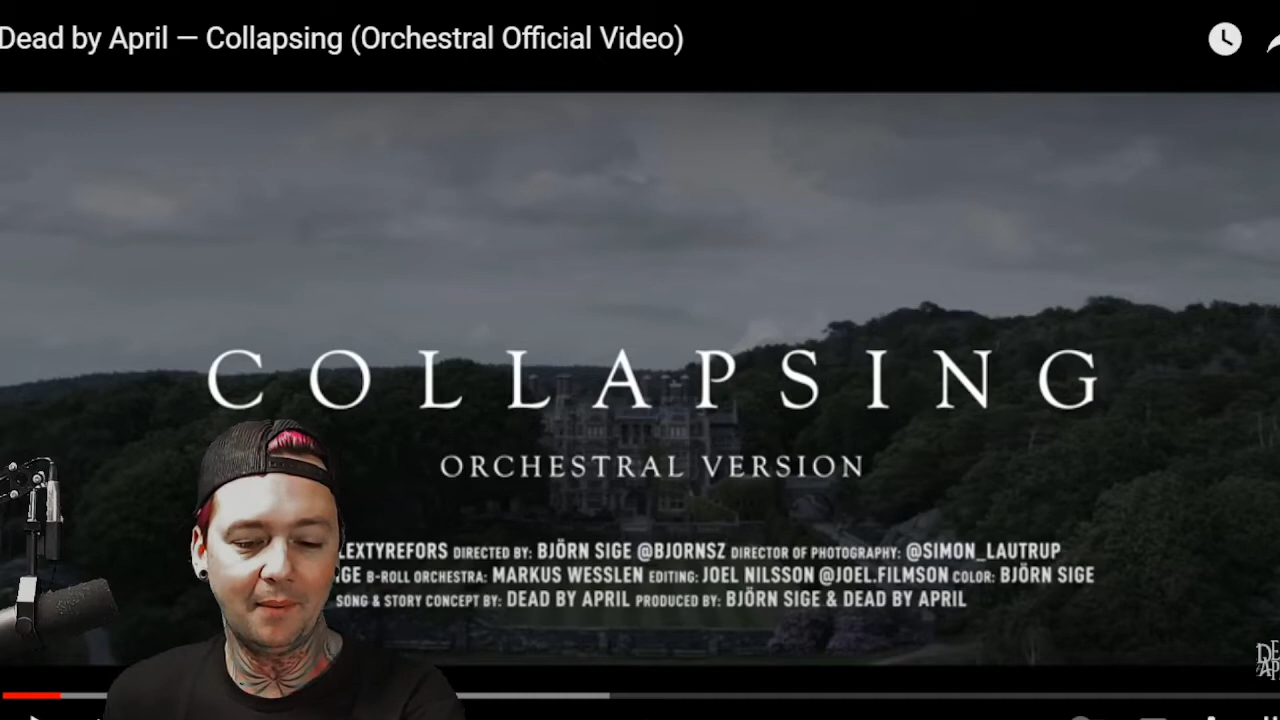 Dead by April — Collapsing (Orchestral Official Video)
COLLAPSING
ORCHESTRAL VERSION
LEXTYREFORS DIRECTED BY: BJÖRN SIGE @BJORNSZ DIRECTOR OF PHOTOGRAPHY: @SIMON_LAUTRUP
B-ROLL ORCHESTRA: MARKUS WESSLEN EDITING: JOEL NILSSON @JOEL.FILMSON COLOR: BJÖRN SIGE
SONG & STORY CONCEPT BY: DEAD BY APRIL PRODUCED BY: BJÖRN SIGE & DEAD BY APRIL